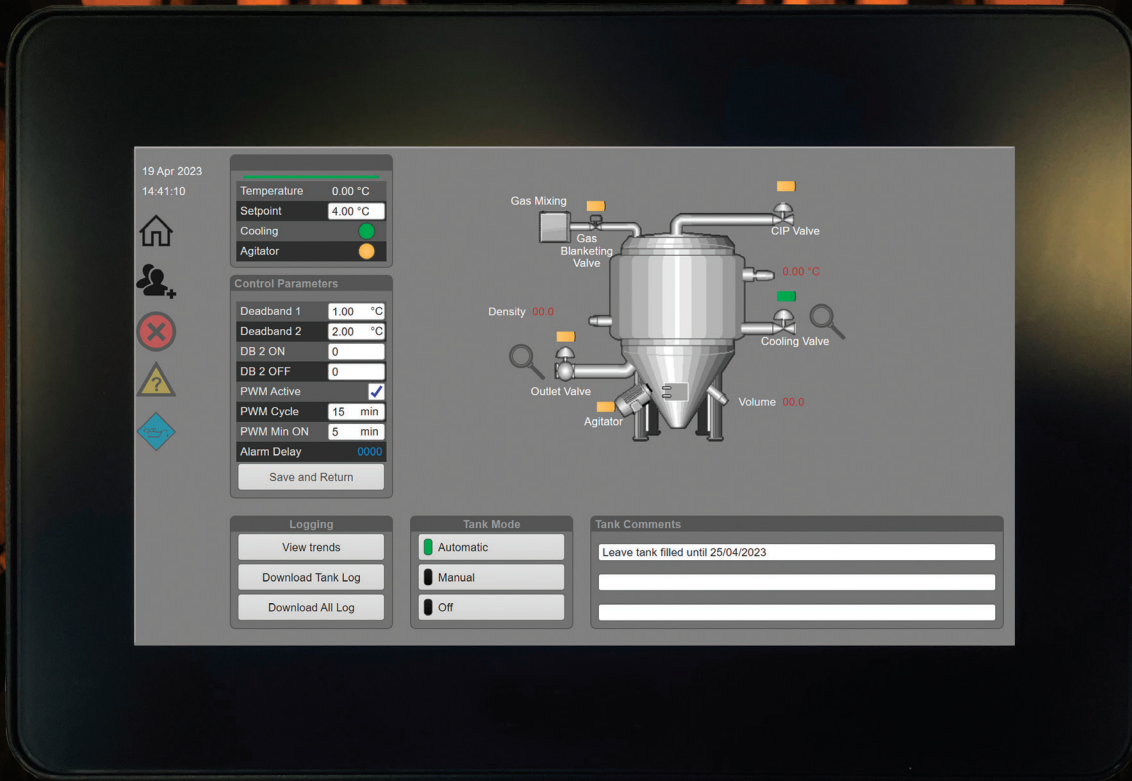 19 Apr 2023
14:41:10
Temperature 0.00 °C
Setpoint 4.00 °C
Cooling
Agitator
Control Parameters
Deadband 1 1.00 °C
Deadband 2 2.00 °C
DB 2 ON 0
DB 2 OFF 0
PWM Active
PWM Cycle 15 min
PWM Min ON 5 min
Alarm Delay 0000
Save and Return
Gas Mixing
Gas
Blanketing
Valve
CIP Valve
0.00 °C
Density 00.0
Cooling Valve
Outlet Valve
Volume 00.0
Agitator
Logging
View trends
Download Tank Log
Download All Log
Tank Mode
Automatic
Manual
Off
Tank Comments
Leave tank filled until 25/04/2023
?